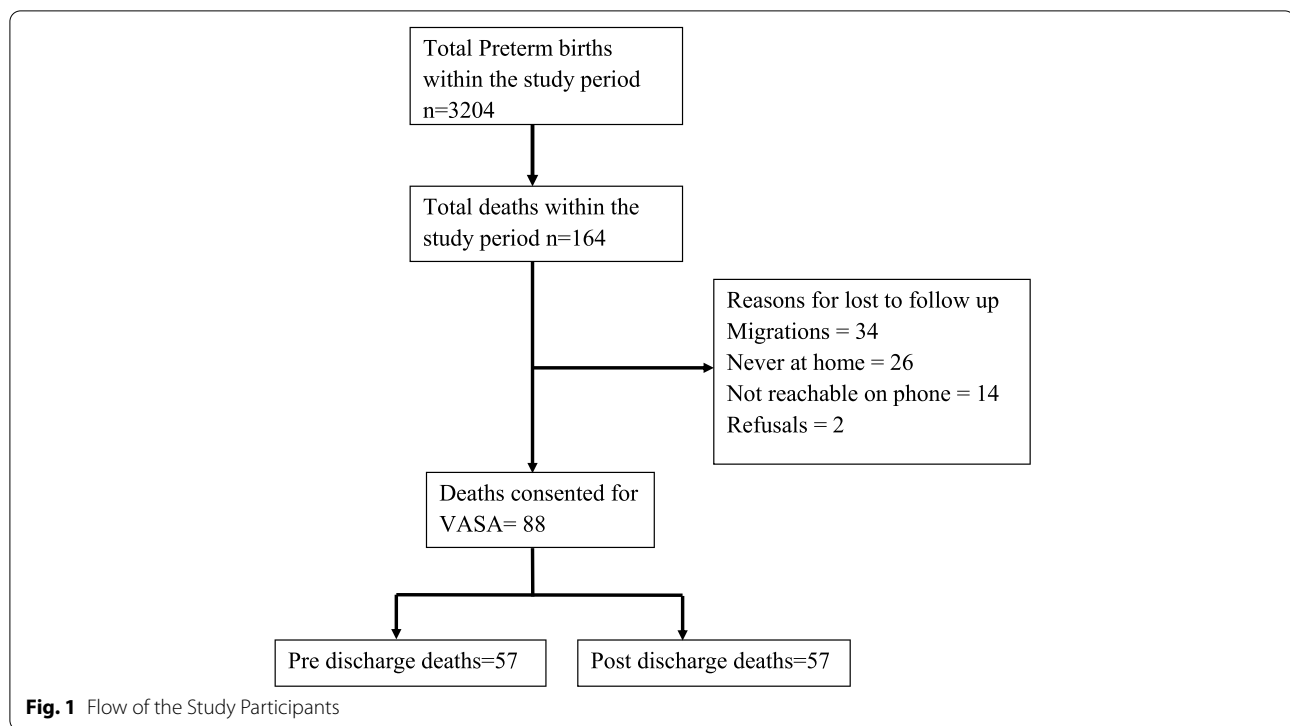 Total Preterm births
within the study period
n=3204
Total deaths within the
study period n=164
Reasons for lost to follow up
Migrations = 34
Never at home = 26
Not reachable on phone = 14
Refusals = 2
Deaths consented for
VASA= 88
Pre discharge deaths=57
Post discharge deaths=57
Fig. 1 Flow of the Study Participants